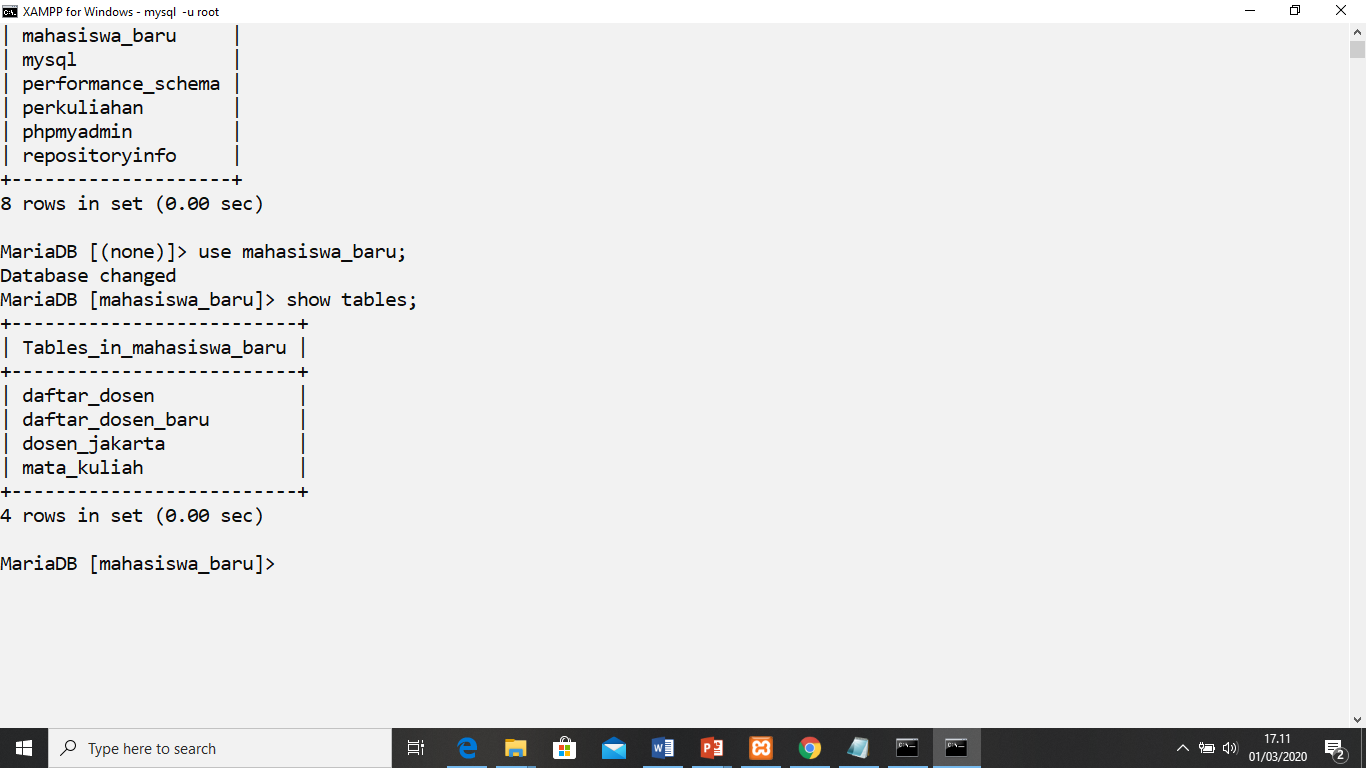 XAMPP for Windows - mysql  -u root
| mahasiswa_baru     |
| mysql              |
| performance_schema |
| perkuliahan        |
| phpmyadmin         |
| repositoryinfo     |
+--------------------+
8 rows in set (0.00 sec)
MariaDB [(none)]> use mahasiswa_baru;
Database changed
MariaDB [mahasiswa_baru]> show tables;
+--------------------------+
| Tables_in_mahasiswa_baru |
+--------------------------+
| daftar_dosen             |
| daftar_dosen_baru        |
| dosen_jakarta            |
| mata_kuliah              |
+--------------------------+
4 rows in set (0.00 sec)
MariaDB [mahasiswa_baru]>
Type here to search
17.11
01/03/2020
2